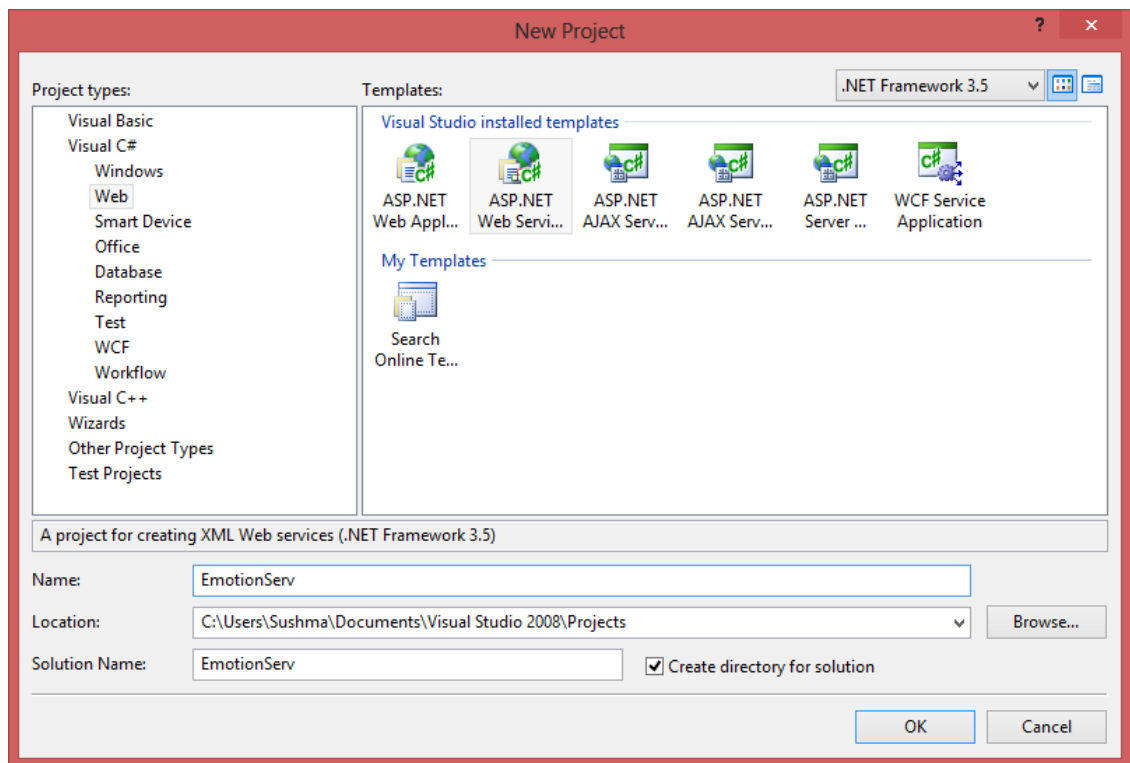 New Project
?
Project types:
Templates:
.NET Framework 3.5
Visual Basic
Visual C#
Windows
Web
Smart Device
Office
Database
Reporting
Test
WCF
Workflow
Visual C++
Wizards
Other Project Types
Test Projects
Visual Studio installed templates
ASP.NET
Web Appl...
ASP.NET
Web Servi...
ASP.NET
AJAX Serv...
ASP.NET
AJAX Serv...
ASP.NET
Server ...
WCF Service
Application
My Templates
Search
Online Te...
A project for creating XML Web services (.NET Framework 3.5)
Name:
EmotionServ
Location:
C:\Users\Sushma\Documents\Visual Studio 2008\Projects
Browse...
Solution Name:
EmotionServ
Create directory for solution
OK
Cancel